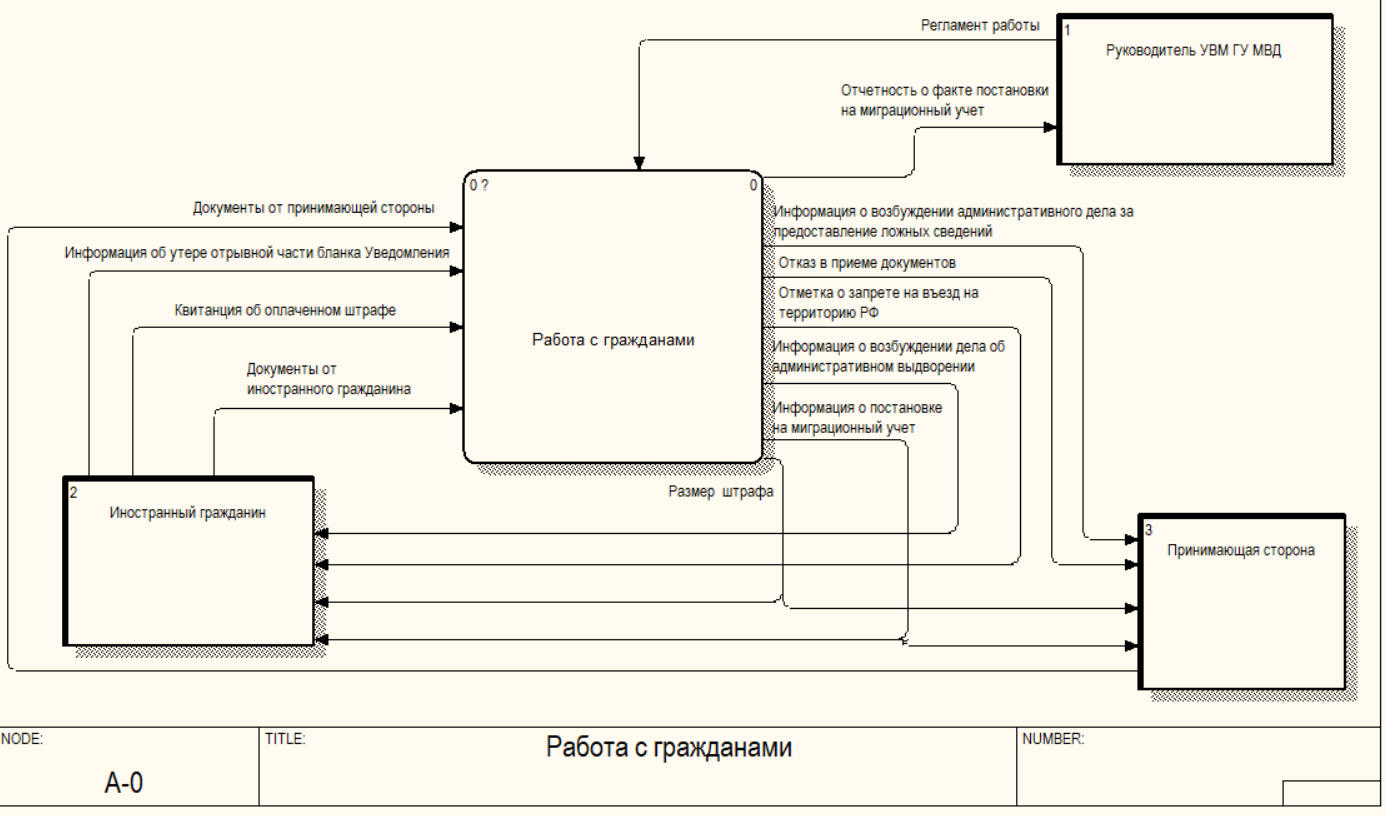 Регламент работы
1
Руководитель УВМ ГУ МВД
Отчетность о факте постановки
на миграционный учет
0 ?
0
Работа с гражданами
Документы от принимающей стороны
Информация об утере отрывной части бланка Уведомления
Квитанция об оплаченном штрафе
Документы от
иностранного гражданина
Информация о возбуждении административного дела за
предоставление ложных сведений
Отказ в приеме документов
Отметка о запрете на въезд на
территорию РФ
Информация о возбуждении дела об
административном выдворении
Информация о постановке
на миграционный учет
Размер штрафа
2
Иностранный гражданин
3
Принимающая сторона
NODE:
A-0
TITLE:
Работа с гражданами
NUMBER: